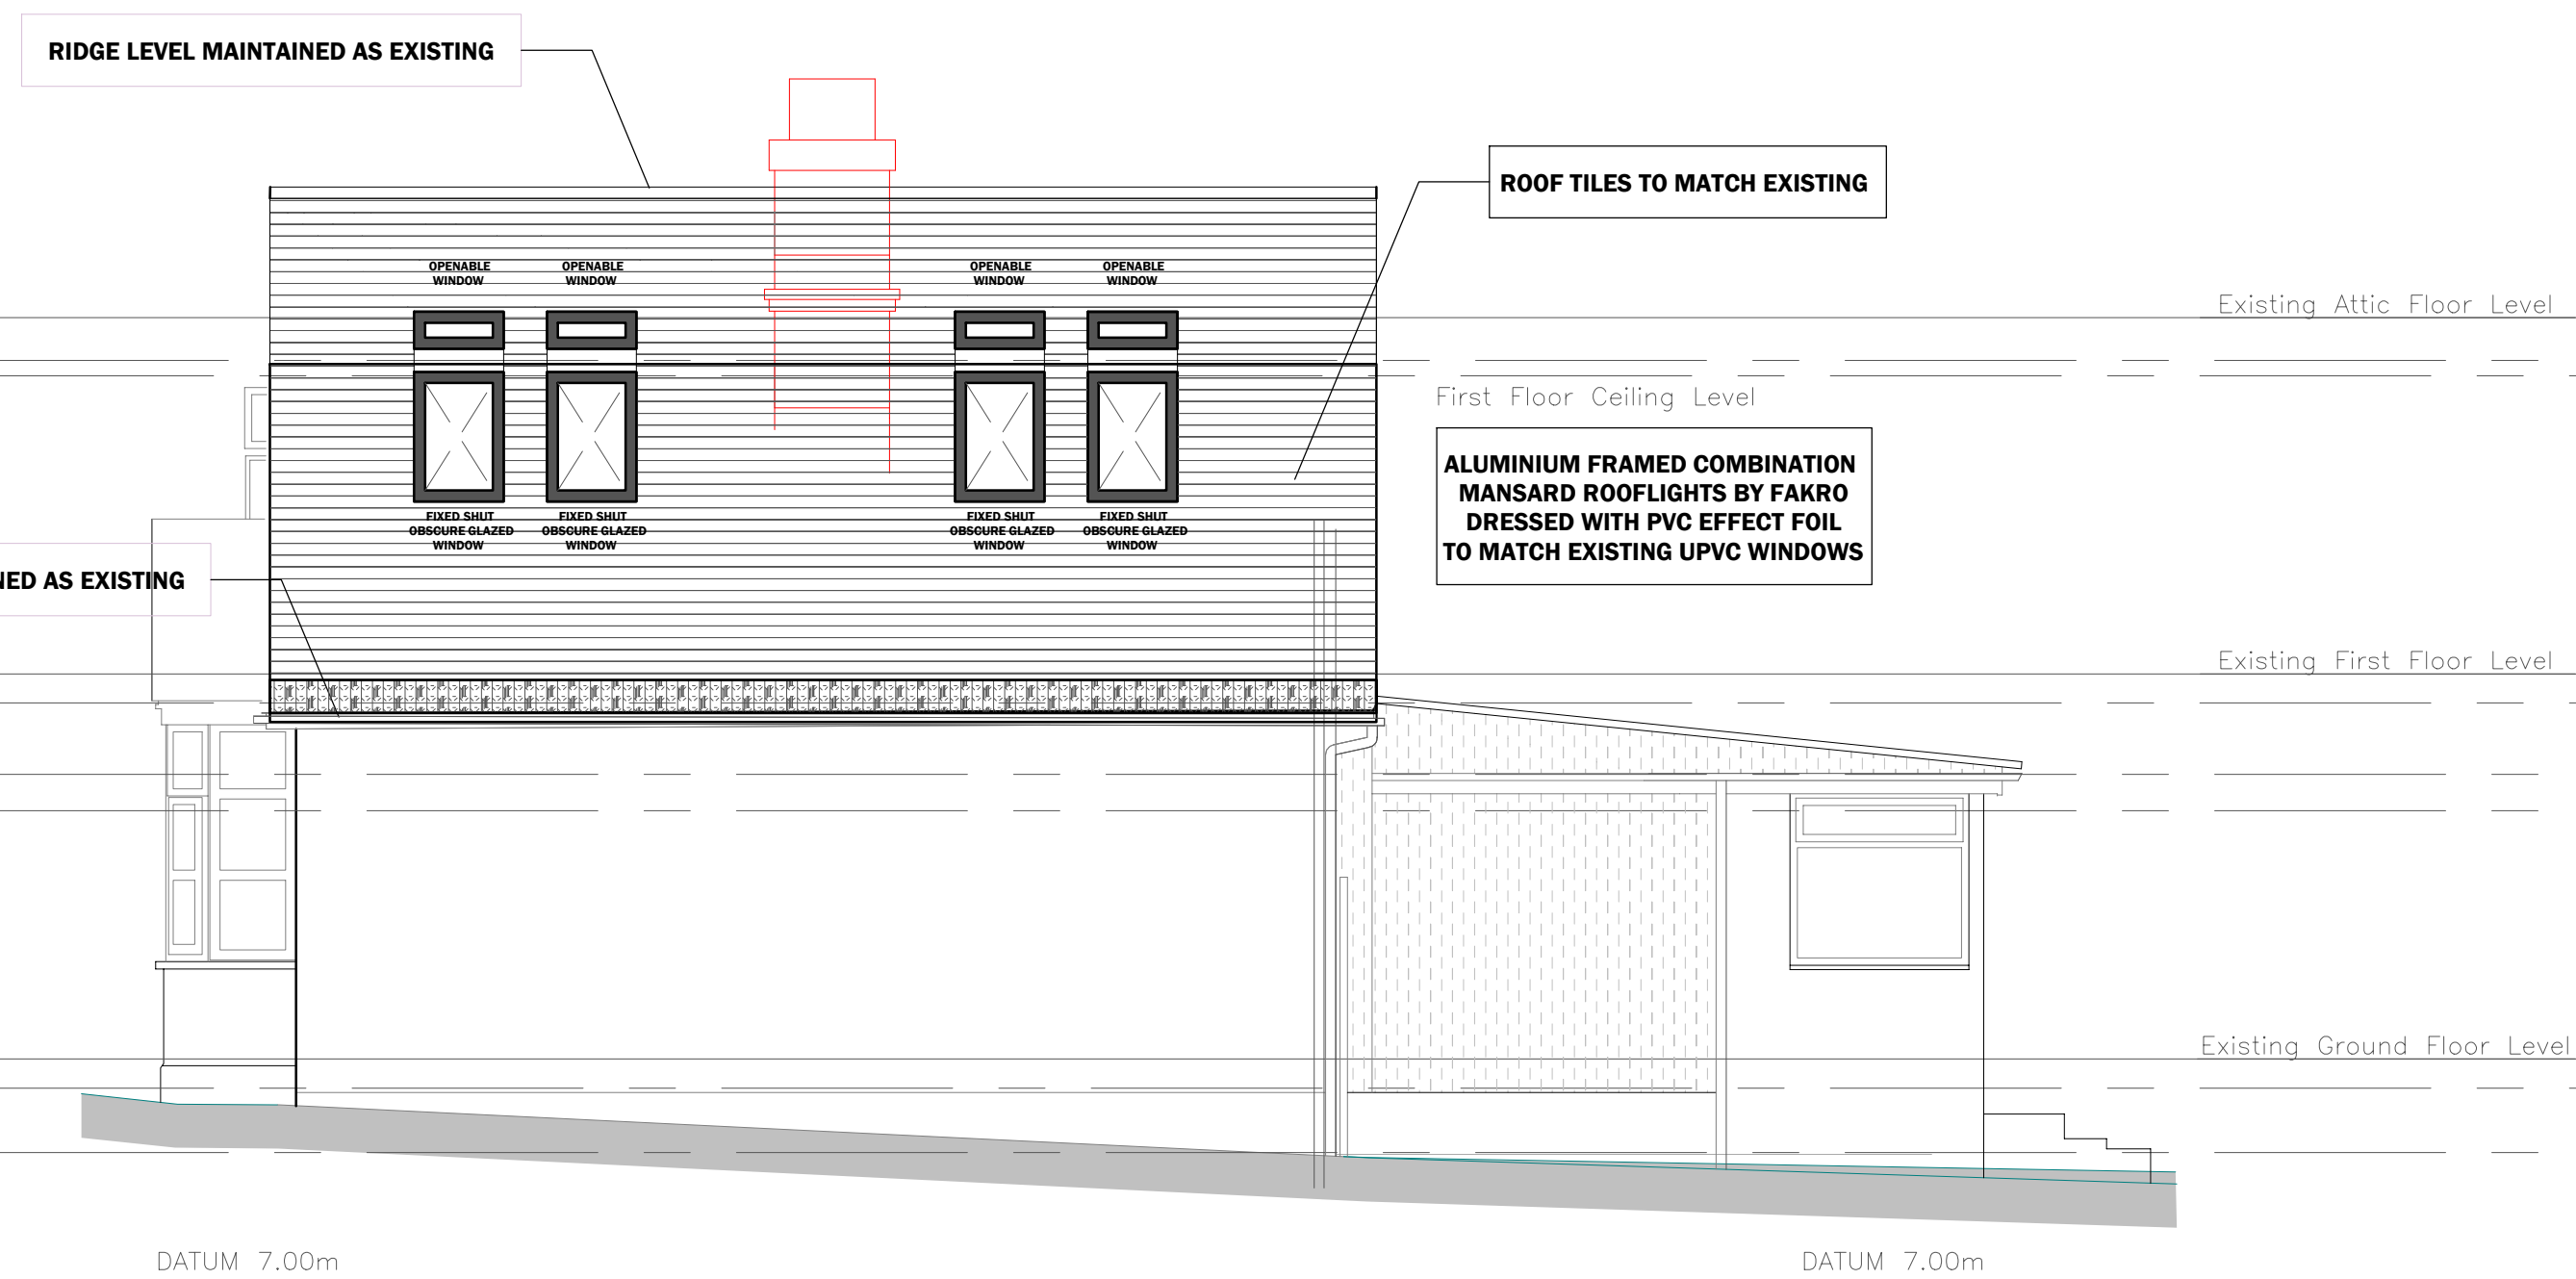 RIDGE LEVEL MAINTAINED AS EXISTING
ROOF TILES TO MATCH EXISTING
OPENABLE
WINDOW
OPENABLE
WINDOW
OPENABLE
WINDOW
OPENABLE
WINDOW
Existing Attic Floor Level
First Floor Ceiling Level
ALUMINIUM FRAMED COMBINATION
MANSARD ROOFLIGHTS BY FAKRO
DRESSED WITH PVC EFFECT FOIL
TO MATCH EXISTING UPVC WINDOWS
FIXED SHUT
OBSCURE GLAZED
WINDOW
FIXED SHUT
OBSCURE GLAZED
WINDOW
FIXED SHUT
OBSCURE GLAZED
WINDOW
FIXED SHUT
OBSCURE GLAZED
WINDOW
AS EXISTING
Existing First Floor Level
Existing Ground Floor Level
DATUM 7.00m
DATUM 7.00m